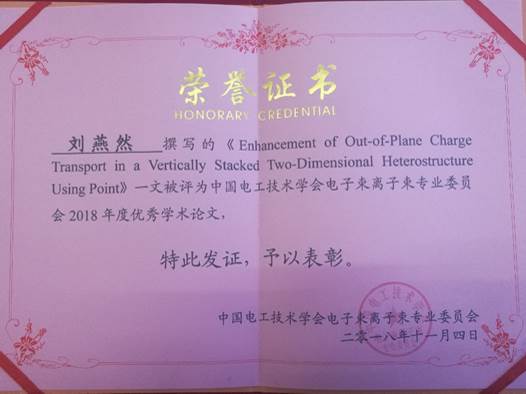 荣誉证书
HONORARY CREDENTIAL
刘燕然 撰写的《Enhancement of Out-of-Plane Charge
Transport in a Vertically Stacked Two-Dimensional Heterostructure
Using Point》一文被评为中国电工技术学会电子束离子束专业委员
会 2018 年度优秀学术论文,
特此发证,予以表彰。
中国电工技术学会电子束离子束专业委员会
二零一八年十一月四日